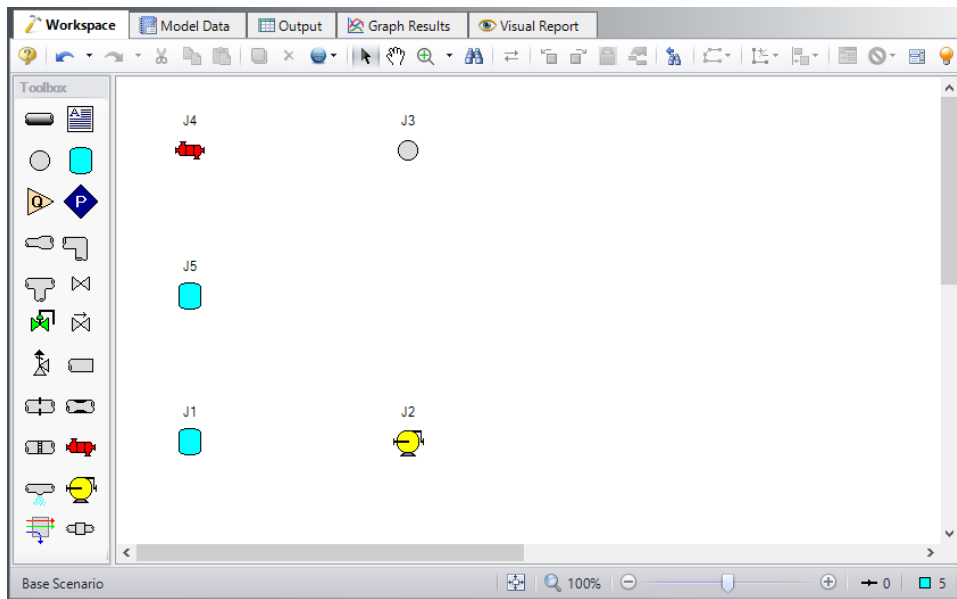 Workspace Model Data Output Graph Results Visual Report
?
Toolbox
A
Q P
J4 J3
J5
J1 J2
Base Scenario 100% 0 5